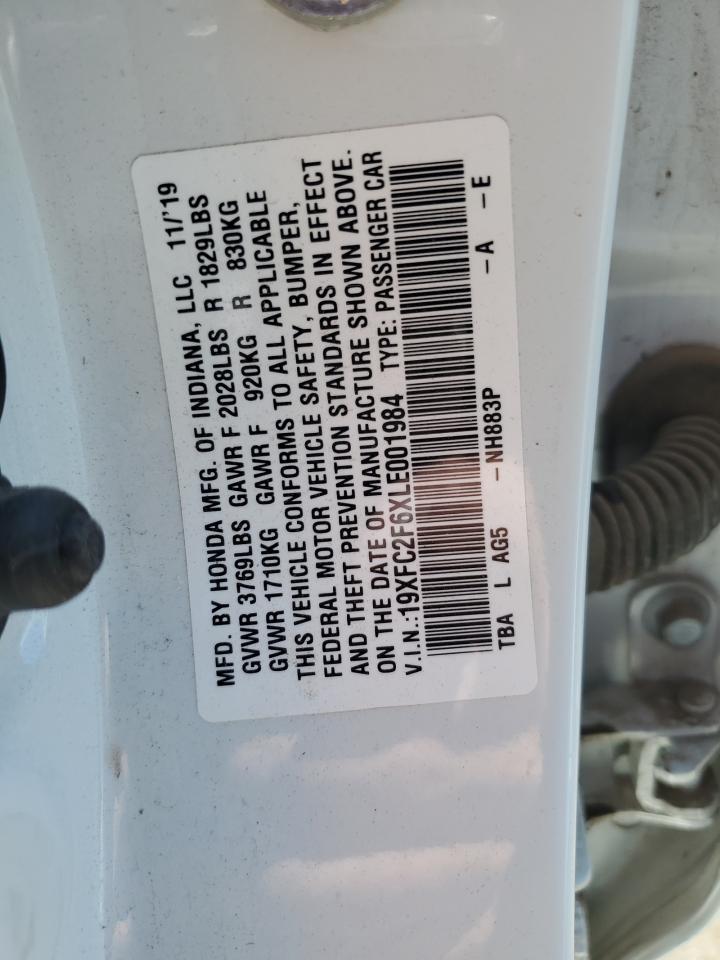 MFD. BY HONDA MFG. OF INDIANA, LLC 11/'19
GVWR 3769LBS GAWR F 2028LBS R 1829LBS
GVWR 1710KG GAWR F 920KG R 830KG
THIS VEHICLE CONFORMS TO ALL APPLICABLE
FEDERAL MOTOR VEHICLE SAFETY, BUMPER,
AND THEFT PREVENTION STANDARDS IN EFFECT
ON THE DATE OF MANUFACTURE SHOWN ABOVE.
V.I.N.:19XFC2F6XLE001984 TYPE: PASSENGER CAR
TBA L AG5 - NH883P - A - E